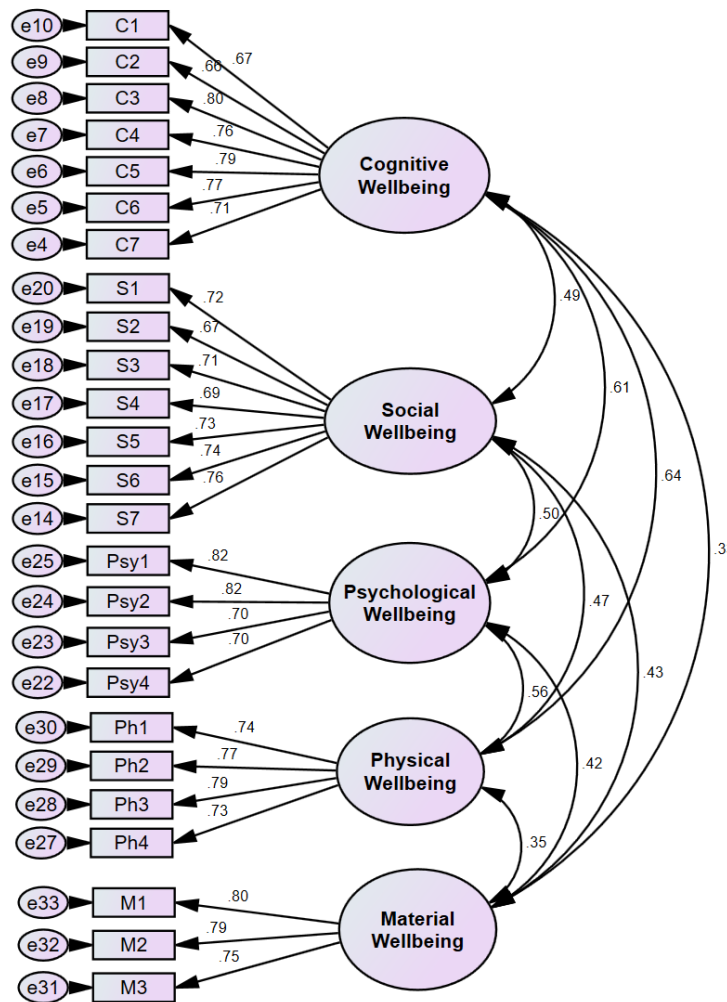 e10 C1 .67
e9 C2 .66
e8 C3 .80
e7 C4 .76
e6 C5 .79
e5 C6 .77
e4 C7 .71
Cognitive
Wellbeing
e20 S1 .72
e19 S2 .67
e18 S3 .71
e17 S4 .69
e16 S5 .73
e15 S6 .74
e14 S7 .76
Social
Wellbeing
.49
.61
.64
.3
e25 Psy1 .82
e24 Psy2 .82
e23 Psy3 .70
e22 Psy4 .70
Psychological
Wellbeing
.50
.47
.43
e30 Ph1 .74
e29 Ph2 .77
e28 Ph3 .79
e27 Ph4 .73
Physical
Wellbeing
.56
.42
e33 M1 .80
e32 M2 .79
e31 M3 .75
Material
Wellbeing
.35